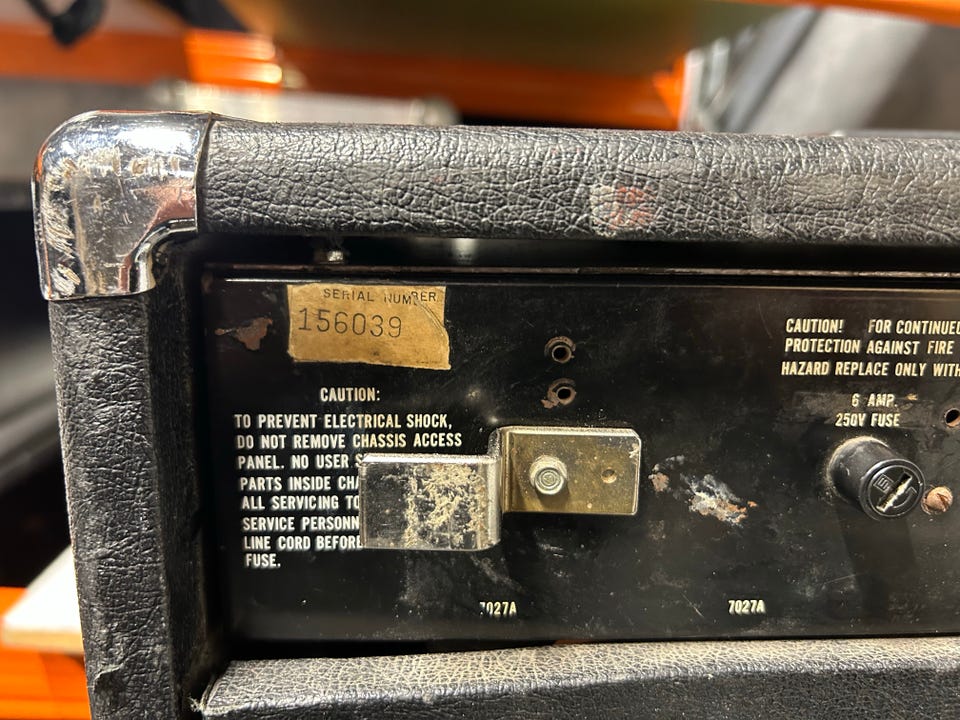 SERIAL NUMBER
156039
CAUTION:
TO PREVENT ELECTRICAL SHOCK,
DO NOT REMOVE CHASSIS ACCESS
PANEL. NO USER
PARTS INSIDE
ALL SERVICING TO
SERVICE
LINE CORD BEFORE
FUSE.
CAUTION! FOR CONTINUED
PROTECTION AGAINST FIRE
HAZARD REPLACE ONLY WITH
6 AMP.
250V FUSE
7027A
7027A